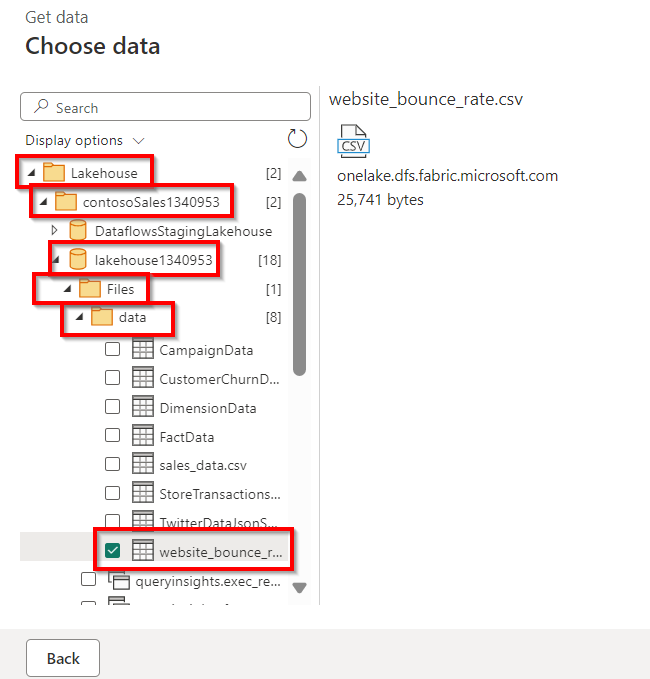 Get data
Choose data
Search
Display options
Lakehouse [2]
contosoSales1340953 [2]
DataflowsStagingLakehouse
lakehouse1340953 [18]
Files [1]
data [8]
CampaignData
CustomerChurnD...
DimensionData
FactData
sales_data.csv
StoreTransactions...
TwitterDataJsonS...
website_bounce_r...
queryinsights.exec_re...
website_bounce_rate.csv
CSV
onelake.dfs.fabric.microsoft.com
25,741 bytes
Back